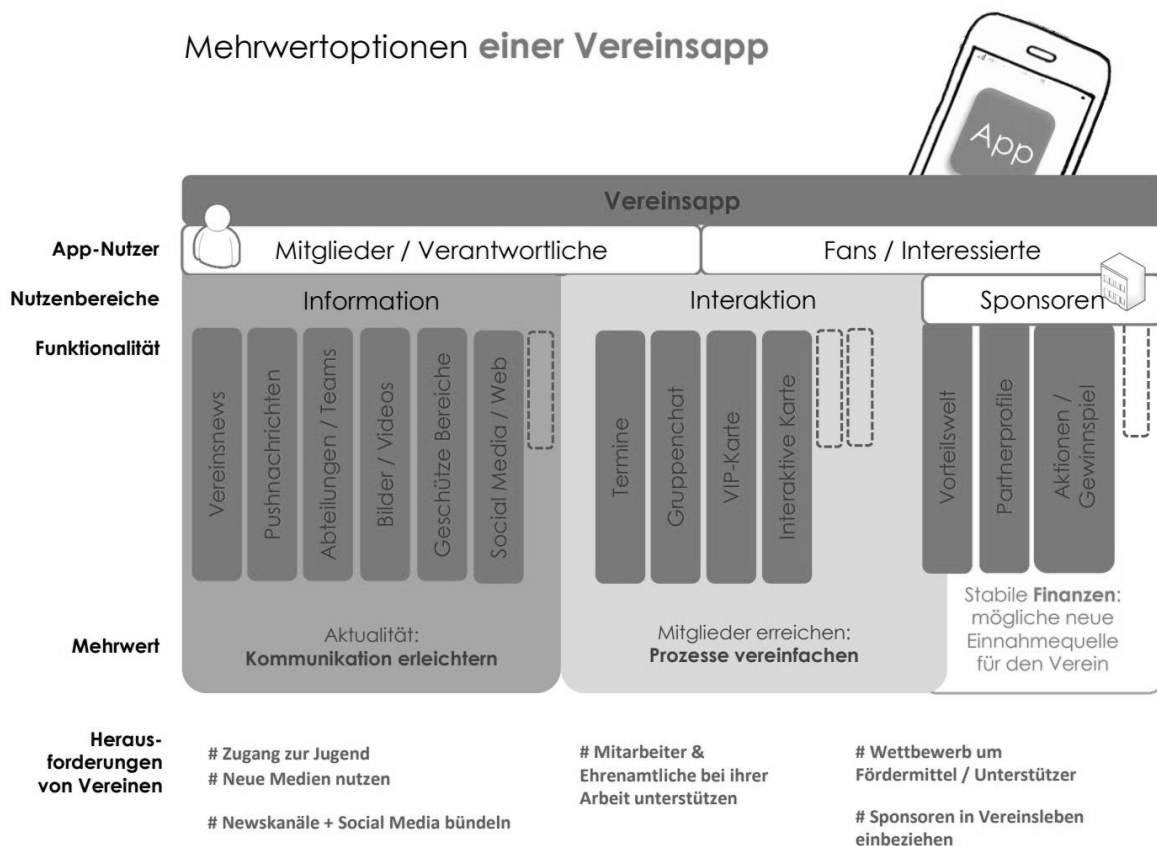 Mehrwertoptionen einer Vereinsapp
App
Vereinsapp
App-Nutzer
Mitglieder / Verantwortliche
Fans / Interessierte
Nutzenbereiche
Information
Interaktion
Sponsoren
Funktionalität
Vereinsnews
Pushnachrichten
Abteilungen / Teams
Bilder / Videos
Geschütze Bereiche
Social Media / Web
Termine
Gruppenchat
VIP-Karte
Interaktive Karte
Vorteilswelt
Partnerprofile
Aktionen /
Gewinnspiel
Mehrwert
Aktualität:
Kommunikation erleichtern
Mitglieder erreichen:
Prozesse vereinfachen
Stabile Finanzen:
mögliche neue
Einnahmequelle
für den Verein
Heraus-
forderungen
von Vereinen
# Zugang zur Jugend
# Neue Medien nutzen
# Newskanäle + Social Media bündeln
# Mitarbeiter &
Ehrenamtliche bei ihrer
Arbeit unterstützen
# Wettbewerb um
Fördermittel / Unterstützer
# Sponsoren in Vereinsleben
einbeziehen